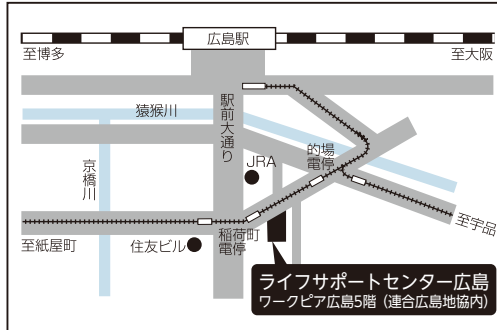 広島駅
至博多
至大阪
駅前大通り
猿猴川
的場
電停
京橋川
JRA
至宇品
稲荷町
電停
至紙屋町
住友ビル
ライフサポートセンター広島
ワークピア広島5階（連合広島地協内）